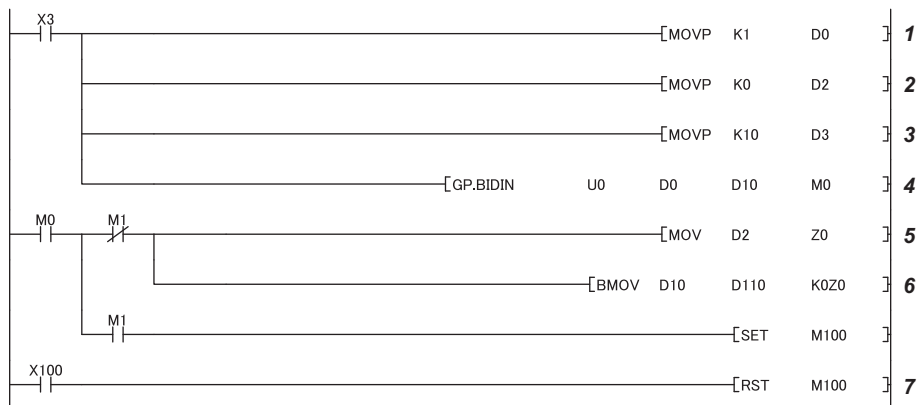 X3
[MOVP K1 D0 ] 1
[MOVP K0 D2 ] 2
[MOVP K10 D3 ] 3
[GP.BIDIN U0 D0 D10 M0 ] 4
M0 M1
[MOV D2 Z0 ] 5
[BMOV D10 D110 K0Z0 ] 6
M1
[SET M100 ]
X100
[RST M100 ] 7